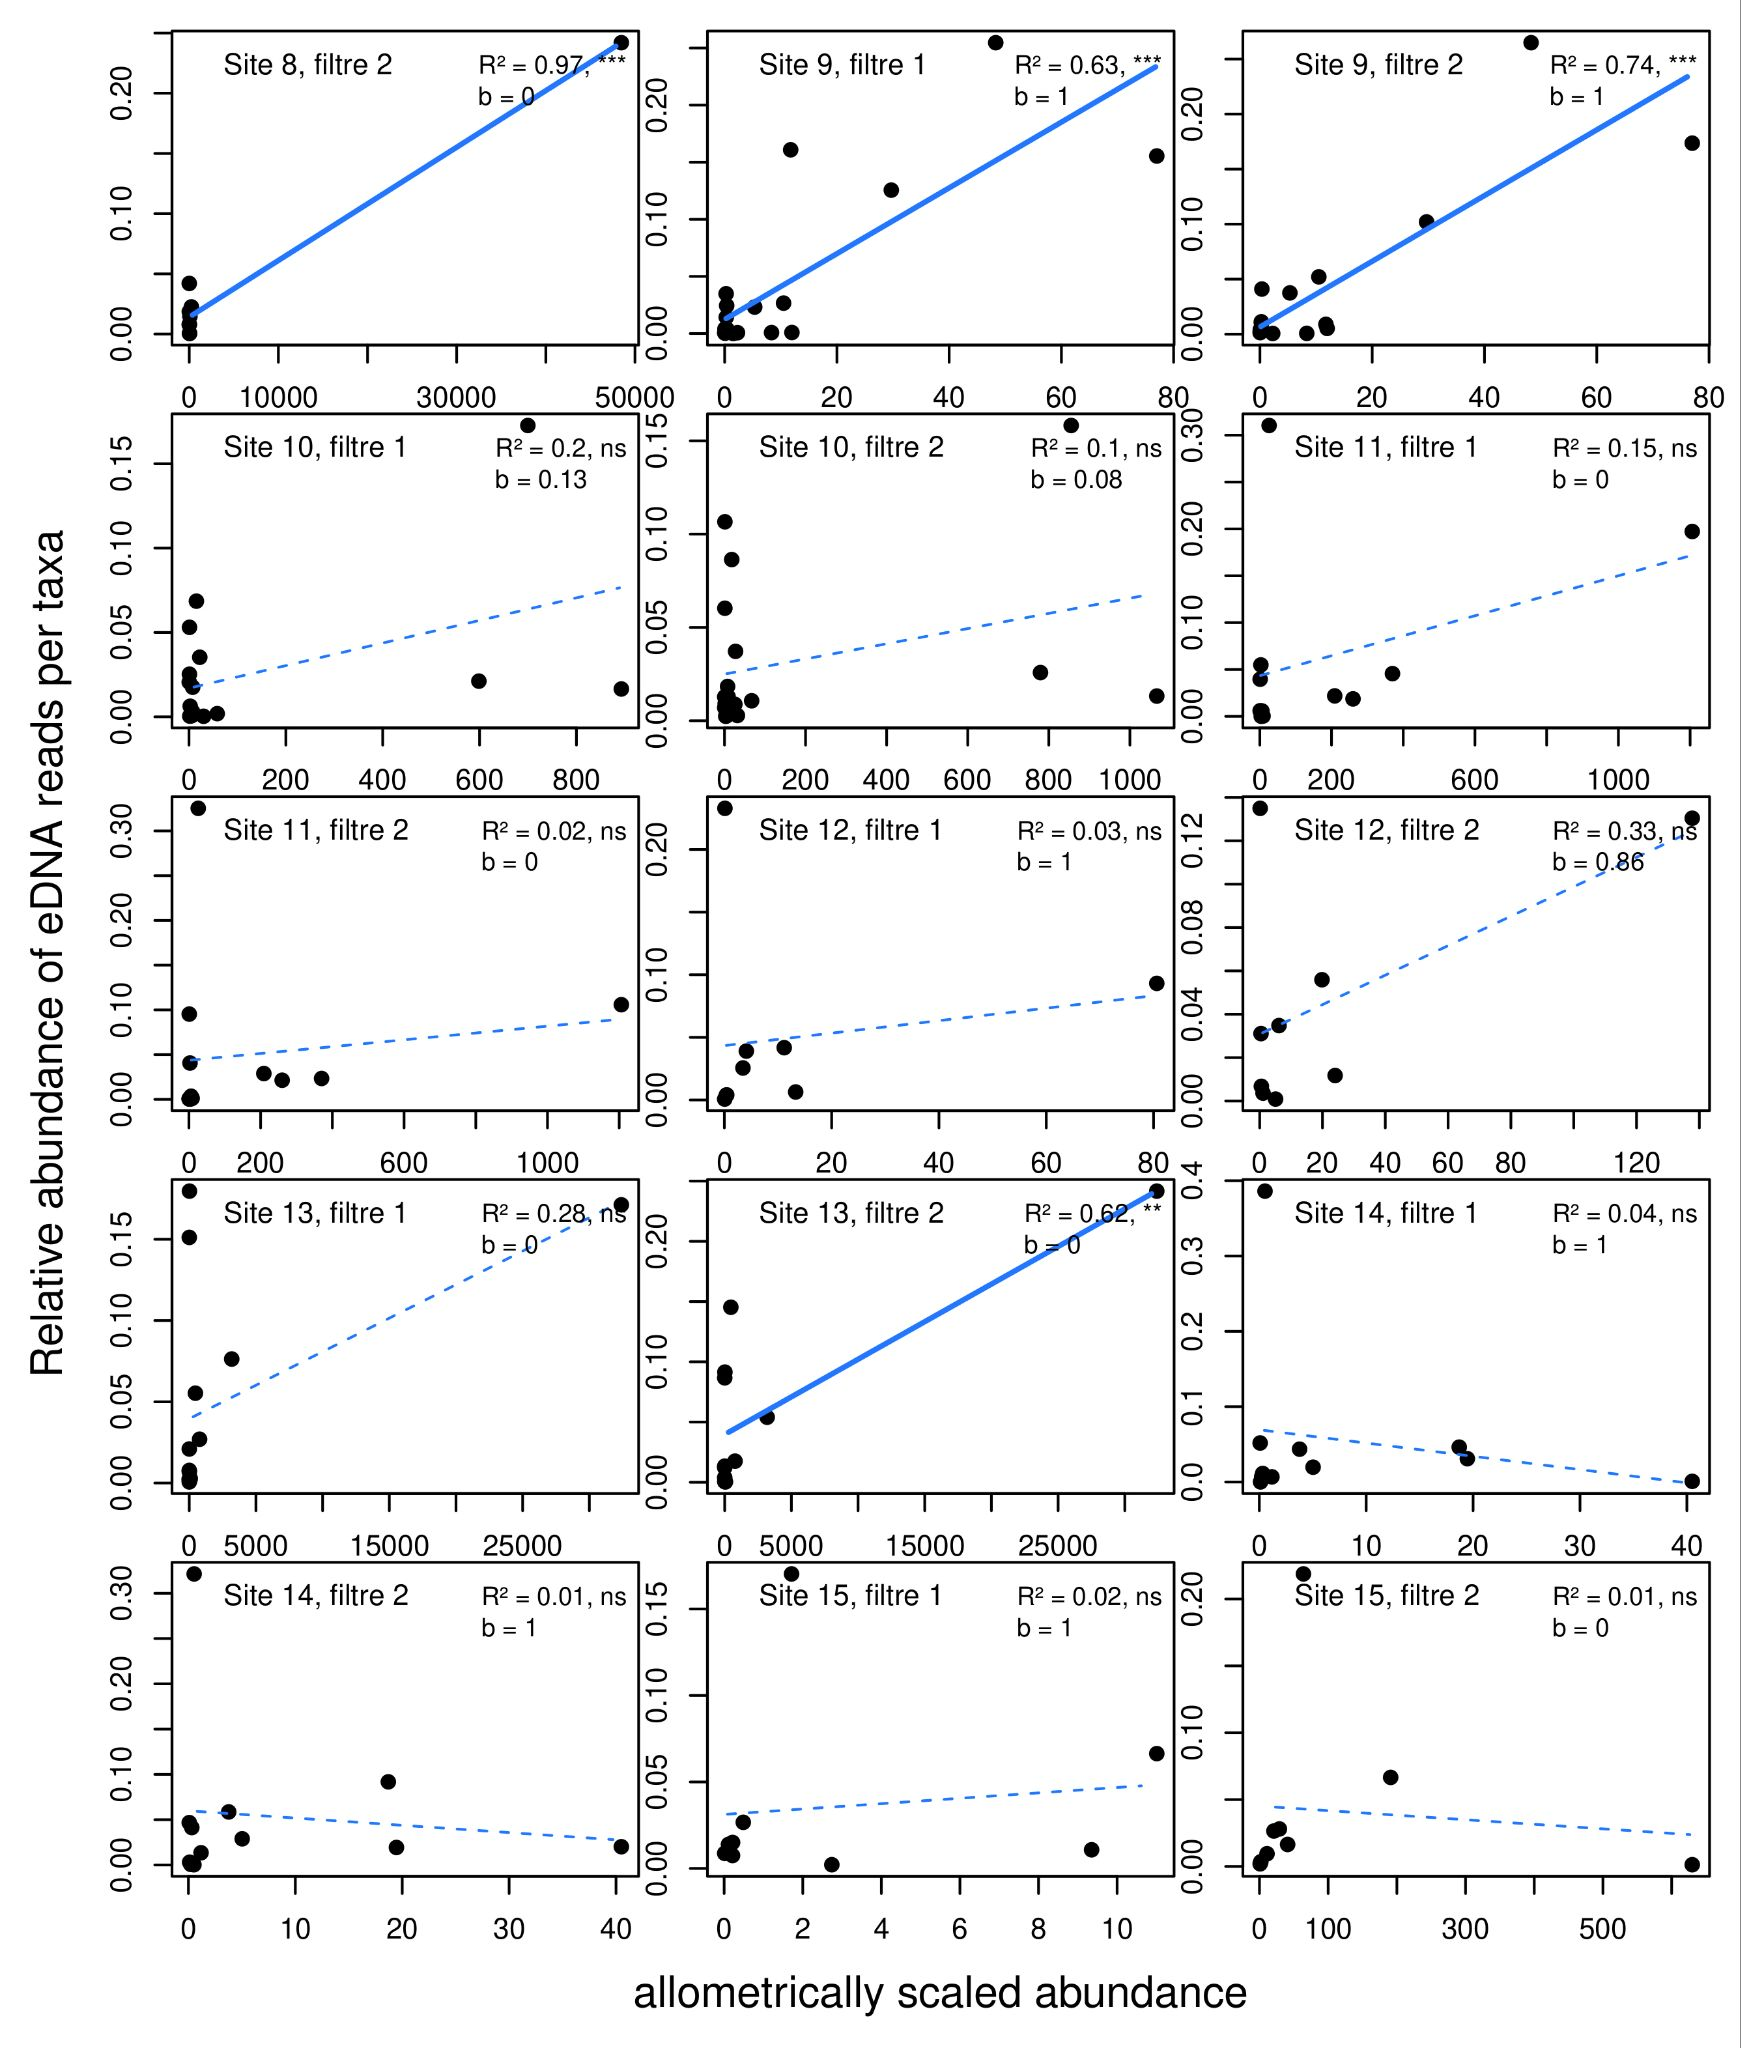 Relative abundance of eDNA reads per taxa
Site 8, filtre 2
R² = 0.97, ***
b = 0
0.00 0.10 0.20
0 10000 30000 50000
Site 9, filtre 1
R² = 0.63, ***
b = 1
0.00 0.10 0.20
0 20 40 60 80
Site 9, filtre 2
R² = 0.74, ***
b = 1
0.00 0.10 0.20
0 20 40 60 80
Site 10, filtre 1
R² = 0.2, ns
b = 0.13
0.00 0.05 0.10 0.15
0 200 400 600 800
Site 10, filtre 2
R² = 0.1, ns
b = 0.08
0.00 0.05 0.10 0.15
0 200 400 600 800 1000
Site 11, filtre 1
R² = 0.15, ns
b = 0
0.00 0.10 0.20 0.30
0 200 600 1000
Site 11, filtre 2
R² = 0.02, ns
b = 0
0.00 0.10 0.20 0.30
0 200 600 1000
Site 12, filtre 1
R² = 0.03, ns
b = 1
0.00 0.10 0.20
0 20 40 60 80
Site 12, filtre 2
R² = 0.33, ns
b = 0.86
0.00 0.04 0.08 0.12
0 20 40 60 80 120
Site 13, filtre 1
R² = 0.28, ns
b = 0
0.00 0.05 0.10 0.15
0 5000 15000 25000
Site 13, filtre 2
R² = 0.62, **
b = 0
0.00 0.10 0.20
0 5000 15000 25000
Site 14, filtre 1
R² = 0.04, ns
b = 1
0.0 0.1 0.2 0.3 0.4
0 10 20 30 40
Site 14, filtre 2
R² = 0.01, ns
b = 1
0.00 0.10 0.20 0.30
0 10 20 30 40
Site 15, filtre 1
R² = 0.02, ns
b = 1
0.00 0.05 0.10 0.15
0 2 4 6 8 10
Site 15, filtre 2
R² = 0.01, ns
b = 0
0.00 0.10 0.20
0 100 300 500
allometrically scaled abundance